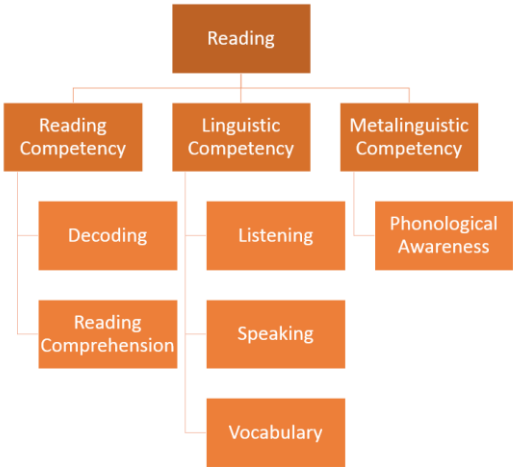 Reading
Reading
Competency
Linguistic
Competency
Metalinguistic
Competency
Decoding
Reading
Comprehension
Listening
Speaking
Vocabulary
Phonological
Awareness